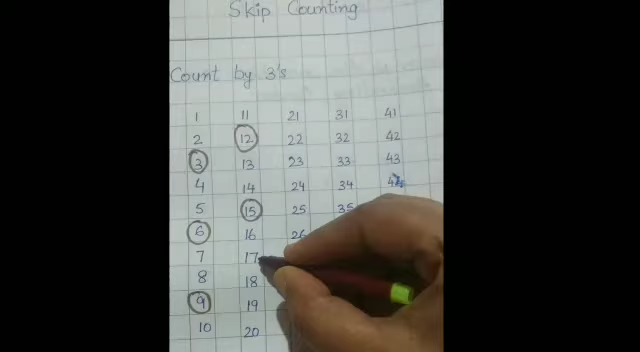 Skip Counting
Count by 3's
1 11 21 31 41
2 12 22 32 42
3 13 23 33 43
4 14 24 34
5 15 25 35
6 16 26
7 17
8 18
9 19
10 20